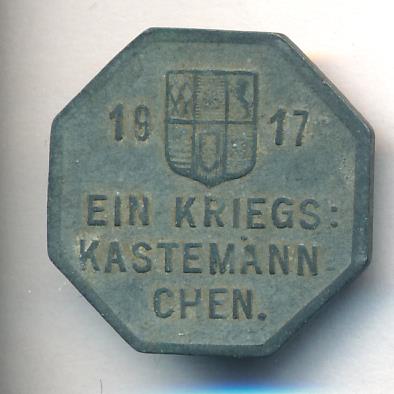 19 17
EIN KRIEGS:
KASTEMÄNN-
CHEN.